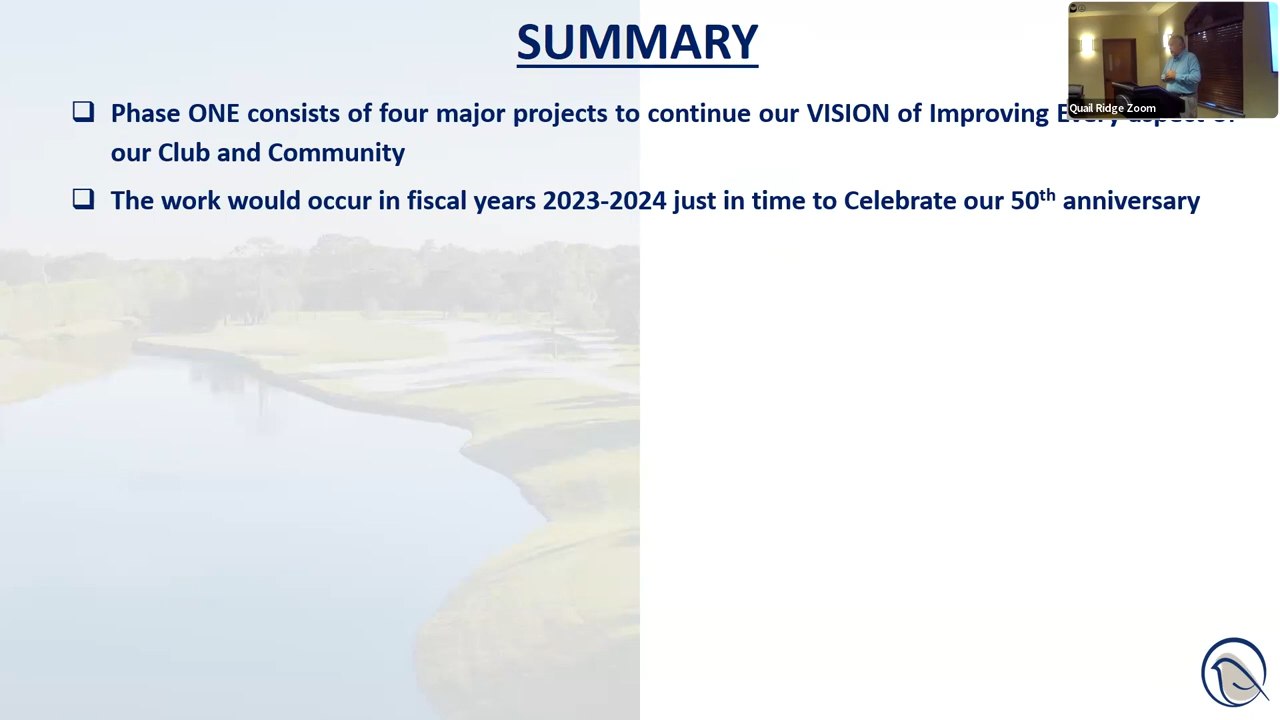 SUMMARY
Phase ONE consists of four major projects to continue our VISION of Improving Every aspect of
our Club and Community
The work would occur in fiscal years 2023-2024 just in time to Celebrate our 50th anniversary
Quail Ridge Zoom